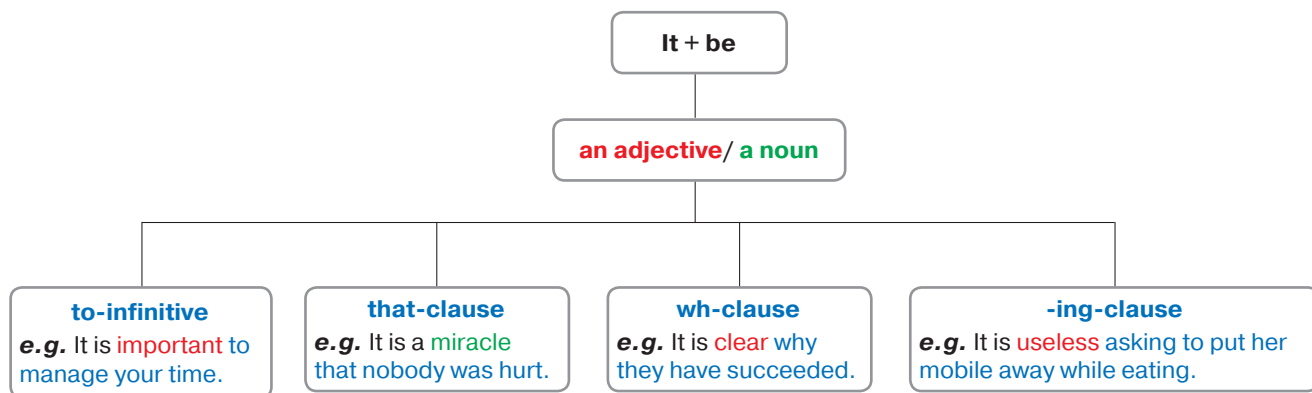 It + be
an adjective/ a noun
to-infinitive
e.g. It is important to
manage your time.
that-clause
e.g. It is a miracle
that nobody was hurt.
wh-clause
e.g. It is clear why
they have succeeded.
-ing-clause
e.g. It is useless asking to put her
mobile away while eating.